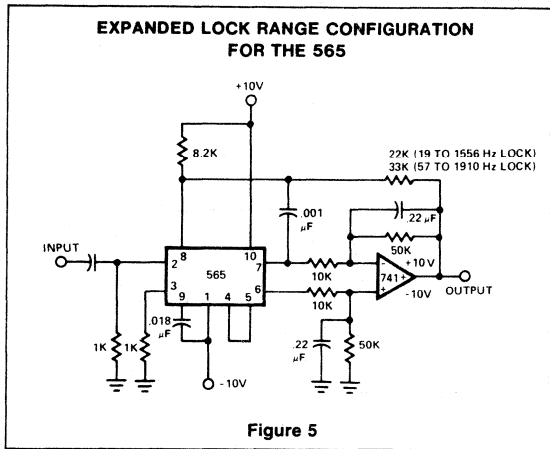 EXPANDED LOCK RANGE CONFIGURATION
FOR THE 565
+10V
8.2K
22K (19 TO 1556 Hz LOCK)
33K (57 TO 1910 Hz LOCK)
.001
µF
.22 µF
50K
INPUT
8
10
2
565
7
3
6
9
1
4
5
10K
10K
-
+10V
741+
+
-10V
OUTPUT
.018
µF
1K
1K
.22
µF
50K
-10V
Figure 5